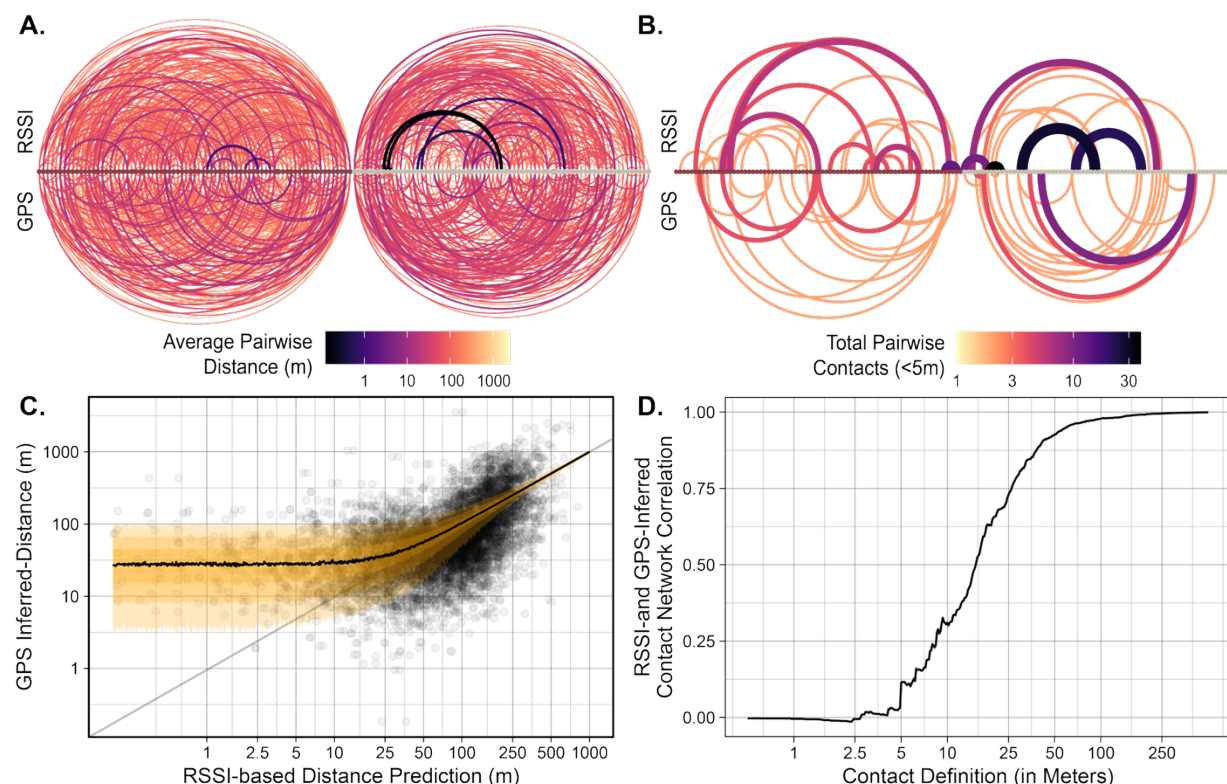 A.
RSSI
GPS
Average Pairwise
Distance (m)
1 10 100 1000
B.
RSSI
GPS
Total Pairwise
Contacts (<5m)
1 3 10 30
C.
GPS Inferred-Distance (m)
1000
100
10
1
1 2.5 5 10 25 50 100 250 500 1000
RSSI-based Distance Prediction (m)
D.
RSSI-and GPS-Inferred
Contact Network Correlation
1.00
0.75
0.50
0.25
0.00
1 2.5 5 10 25 50 100 250
Contact Definition (in Meters)